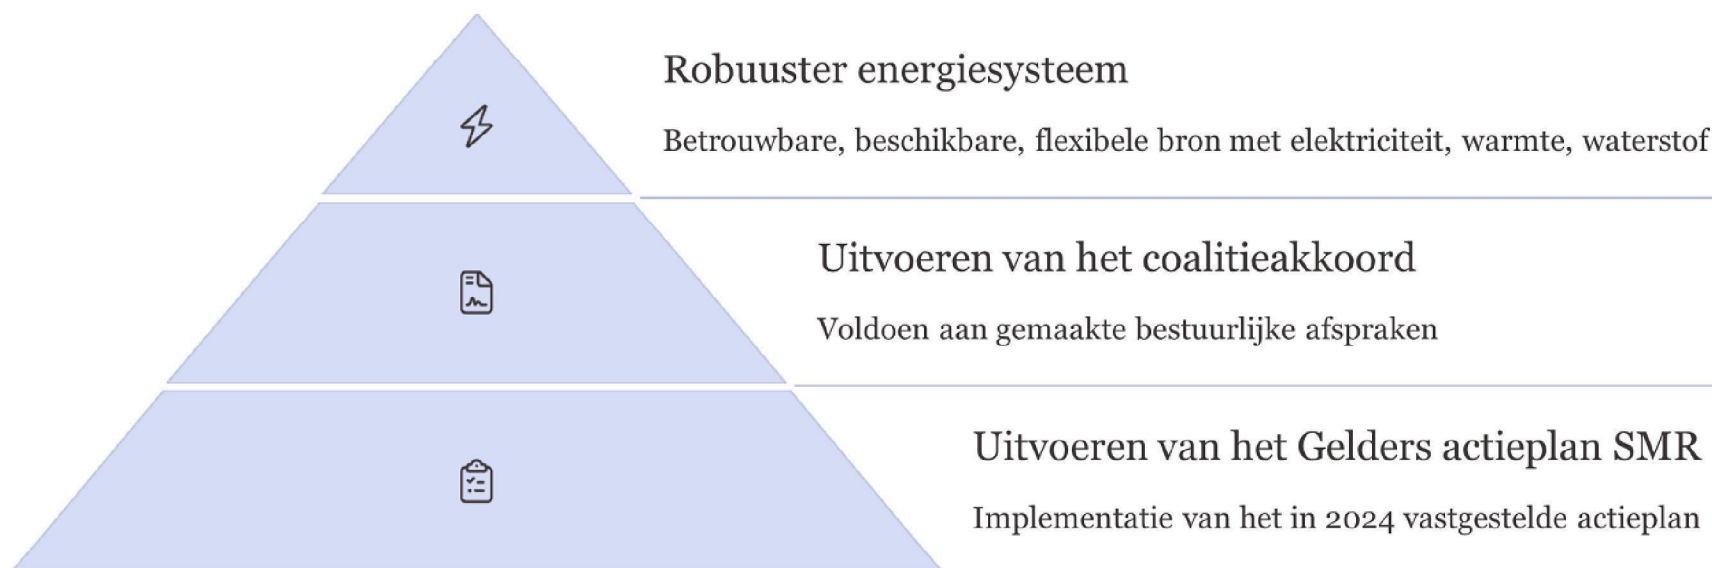 Robuuster energiesysteem
Betrouwbare, beschikbare, flexibele bron met elektriciteit, warmte, waterstof
Uitvoeren van het coalitieakkoord
Voldoen aan gemaakte bestuurlijke afspraken
Uitvoeren van het Gelders actieplan SMR
Implementatie van het in 2024 vastgestelde actieplan